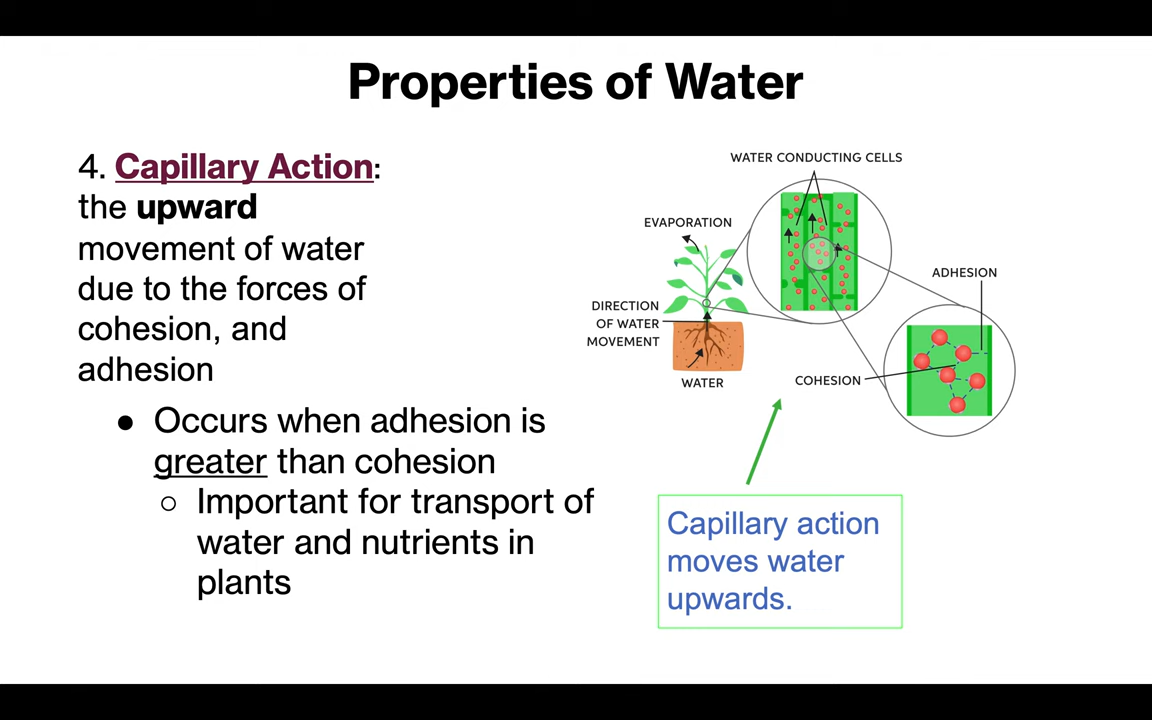 Properties of Water
4. Capillary Action:
the upward
movement of water
due to the forces of
cohesion, and
adhesion
● Occurs when adhesion is
greater than cohesion
○ Important for transport of
water and nutrients in
plants
WATER CONDUCTING CELLS
EVAPORATION
ADHESION
DIRECTION
OF WATER
MOVEMENT
COHESION
WATER
Capillary action
moves water
upwards.